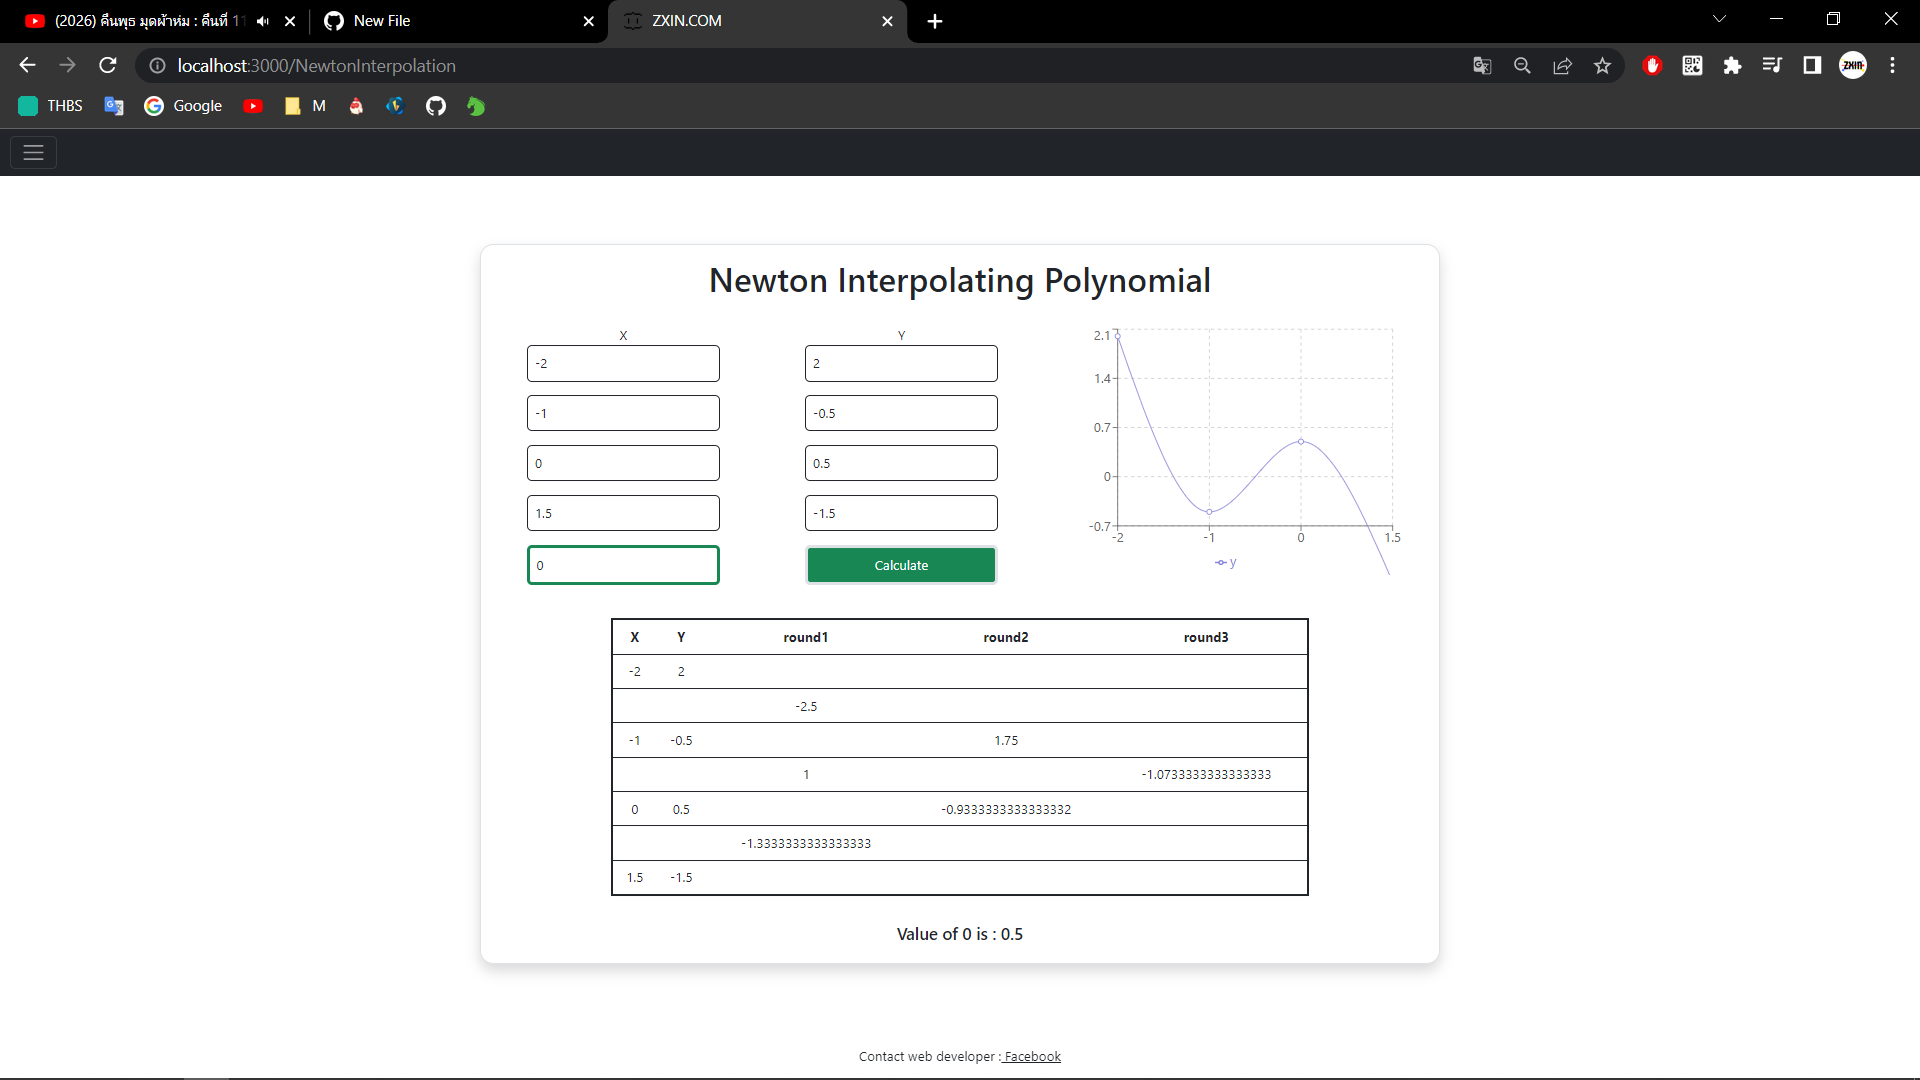 (2026) คืนพุธ มุดผ้าห่ม : คืนที่ 11
New File
ZXIN.COM
localhost:3000/NewtonInterpolation
ZXIN
THBS
Google
M
Newton Interpolating Polynomial
X Y
-2 2
-1 -0.5
0 0.5
1.5 -1.5
0 Calculate
2.1
1.4
0.7
0
-0.7
-2 -1 0 1.5
y
X Y round1 round2 round3
-2 2
-2.5
-1 -0.5 1.75
1 -1.0733333333333333
0 0.5 -0.9333333333333332
-1.3333333333333333
1.5 -1.5
Value of 0 is : 0.5
Contact web developer : Facebook